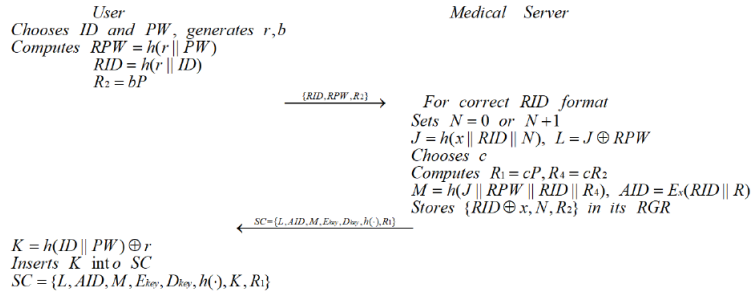 User
Medical Server
Chooses ID and PW, generates r,b
Computes RPW = h(r || PW)
RID = h(r || ID)
R₂ = bP
{RID,RPW,R₂}
For correct RID format
Sets N = 0 or N+1
J = h(x || RID || N), L = J ⊕ RPW
Chooses c
Computes R₁ = cP, R₄ = cR₂
M = h(J || RPW || RID || R₄), AID = Eₓ(RID || R)
Stores {RID ⊕ x, N, R₂} in its RGR
SC={L,AID,M,Ekey,Dkey,h(·),R₁}
K = h(ID || PW) ⊕ r
Inserts K into SC
SC = {L, AID, M, Ekey, Dkey, h(·), K, R₁}